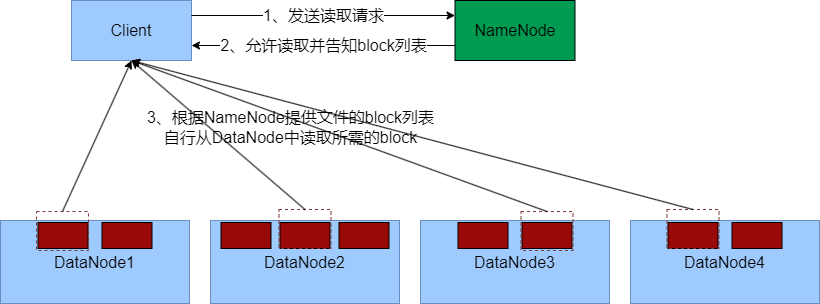 1、发送读取请求
Client
NameNode
2、允许读取并告知block列表
3、根据NameNode提供文件的block列表
自行从DataNode中读取所需的block
DataNode1
DataNode2
DataNode3
DataNode4